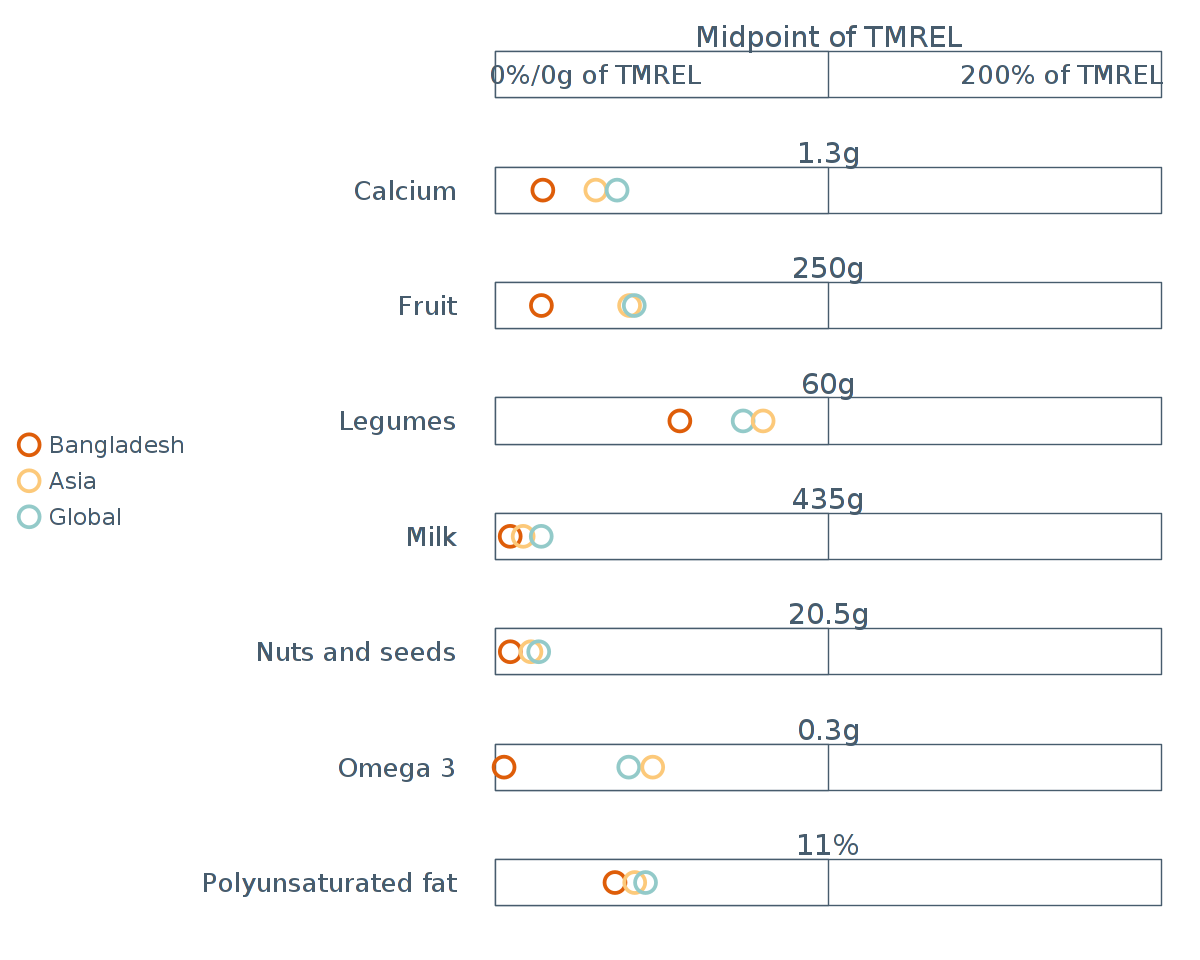 Midpoint of TMREL
0%/0g of TMREL
200% of TMREL
1.3g
Calcium
250g
Fruit
60g
Legumes
Bangladesh
Asia
Global
435g
Milk
20.5g
Nuts and seeds
0.3g
Omega 3
11%
Polyunsaturated fat